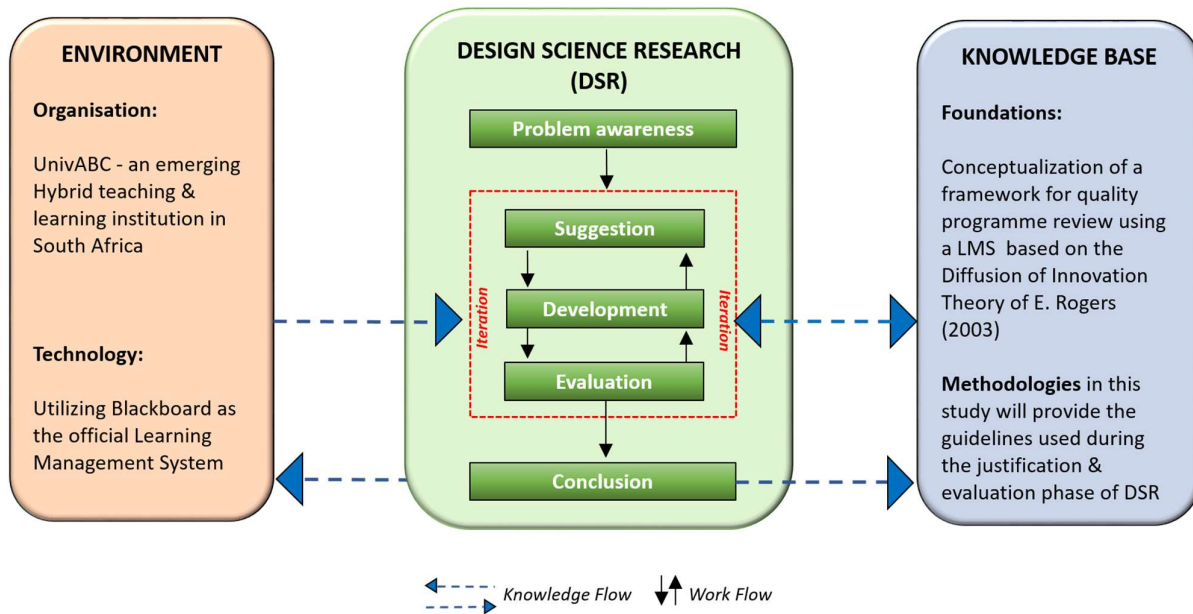 ENVIRONMENT
Organisation:
UnivABC - an emerging
Hybrid teaching &
learning institution in
South Africa
Technology:
Utilizing Blackboard as
the official Learning
Management System
DESIGN SCIENCE RESEARCH
(DSR)
Problem awareness
Suggestion
Iteration
Development
Iteration
Evaluation
Conclusion
KNOWLEDGE BASE
Foundations:
Conceptualization of a
framework for quality
programme review using
a LMS based on the
Diffusion of Innovation
Theory of E. Rogers
(2003)
Methodologies in this
study will provide the
guidelines used during
the justification &
evaluation phase of DSR
Knowledge Flow
Work Flow